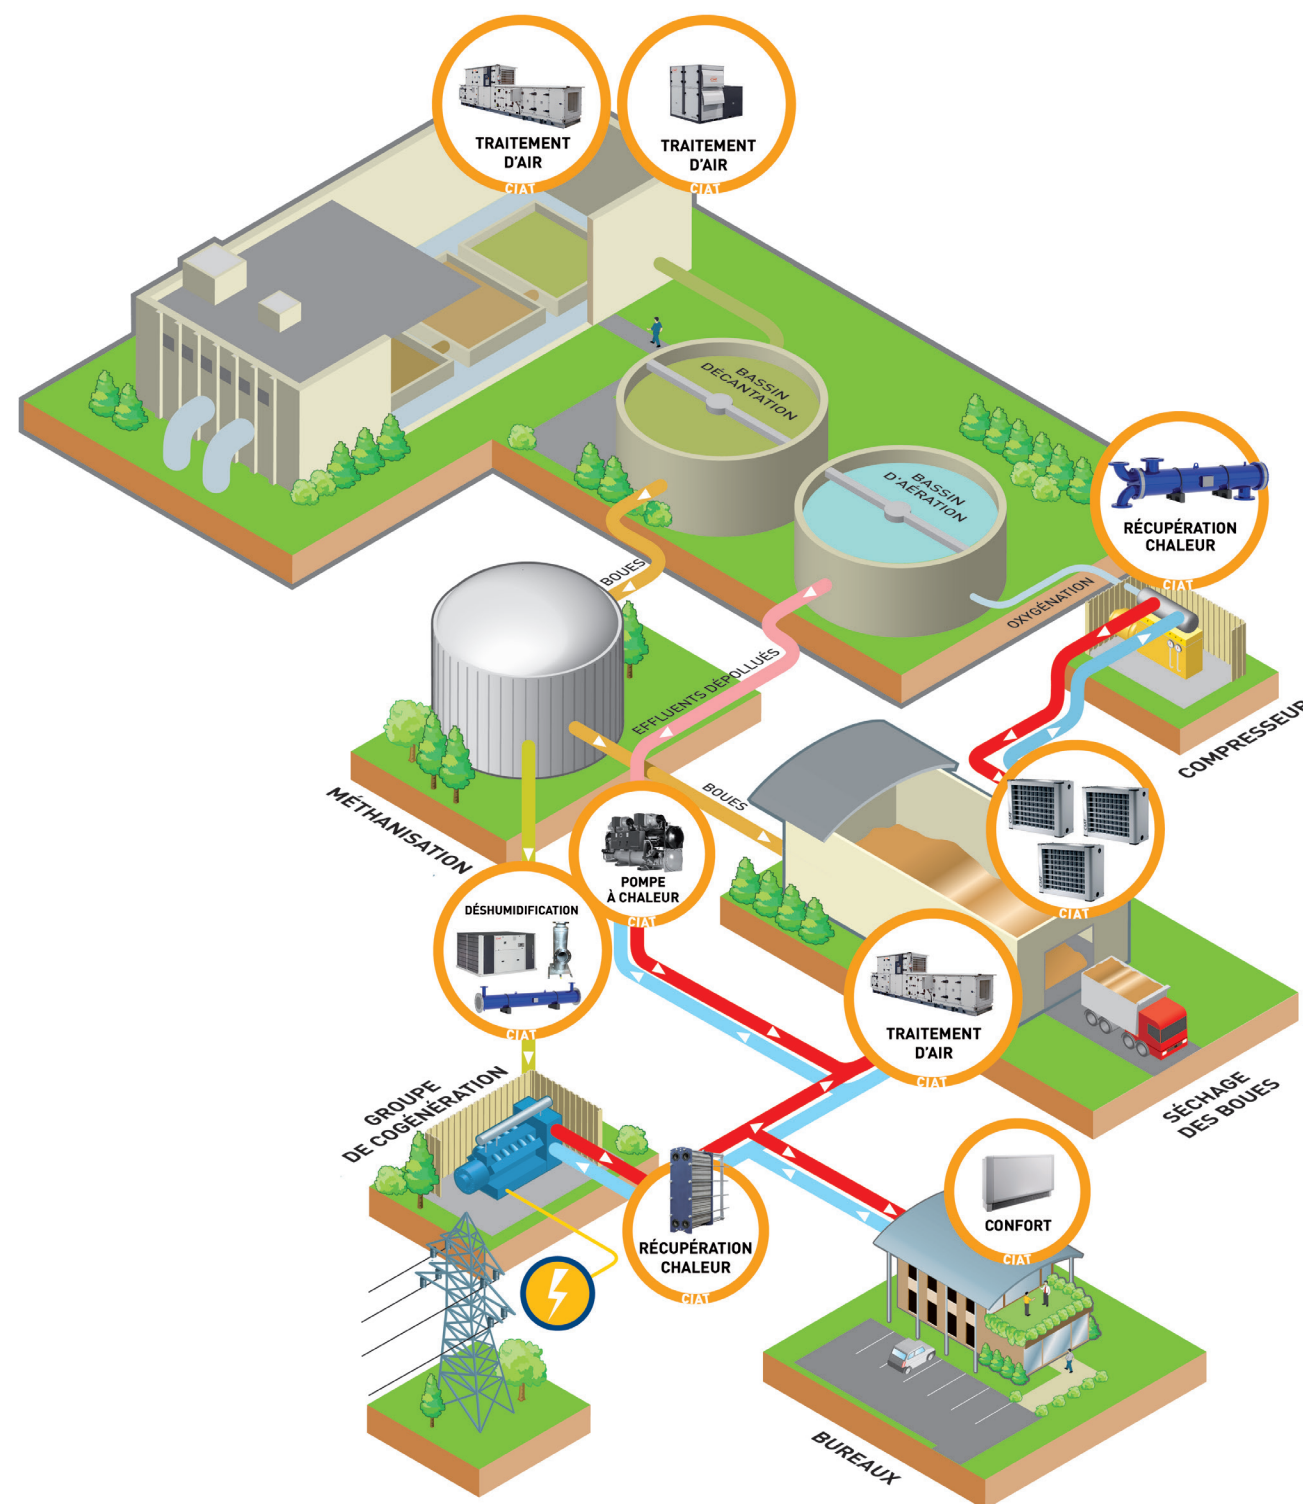 TRAITEMENT
D'AIR
CIAT
TRAITEMENT
D'AIR
CIAT
BASSIN
DÉCANTATION
BASSIN
D'AÉRATION
RÉCUPÉRATION
CHALEUR
CIAT
BOUES
OXYGÉNATION
EFFLUENTS DÉPOLLUÉS
COMPRESSEUR
MÉTHANISATION
BOUES
CIAT
POMPE
À CHALEUR
CIAT
DÉSHUMIDIFICATION
CIAT
TRAITEMENT
D'AIR
CIAT
SÉCHAGE
DES BOUES
GROUPE
DE COGÉNÉRATION
RÉCUPÉRATION
CHALEUR
CIAT
CONFORT
CIAT
BUREAUX